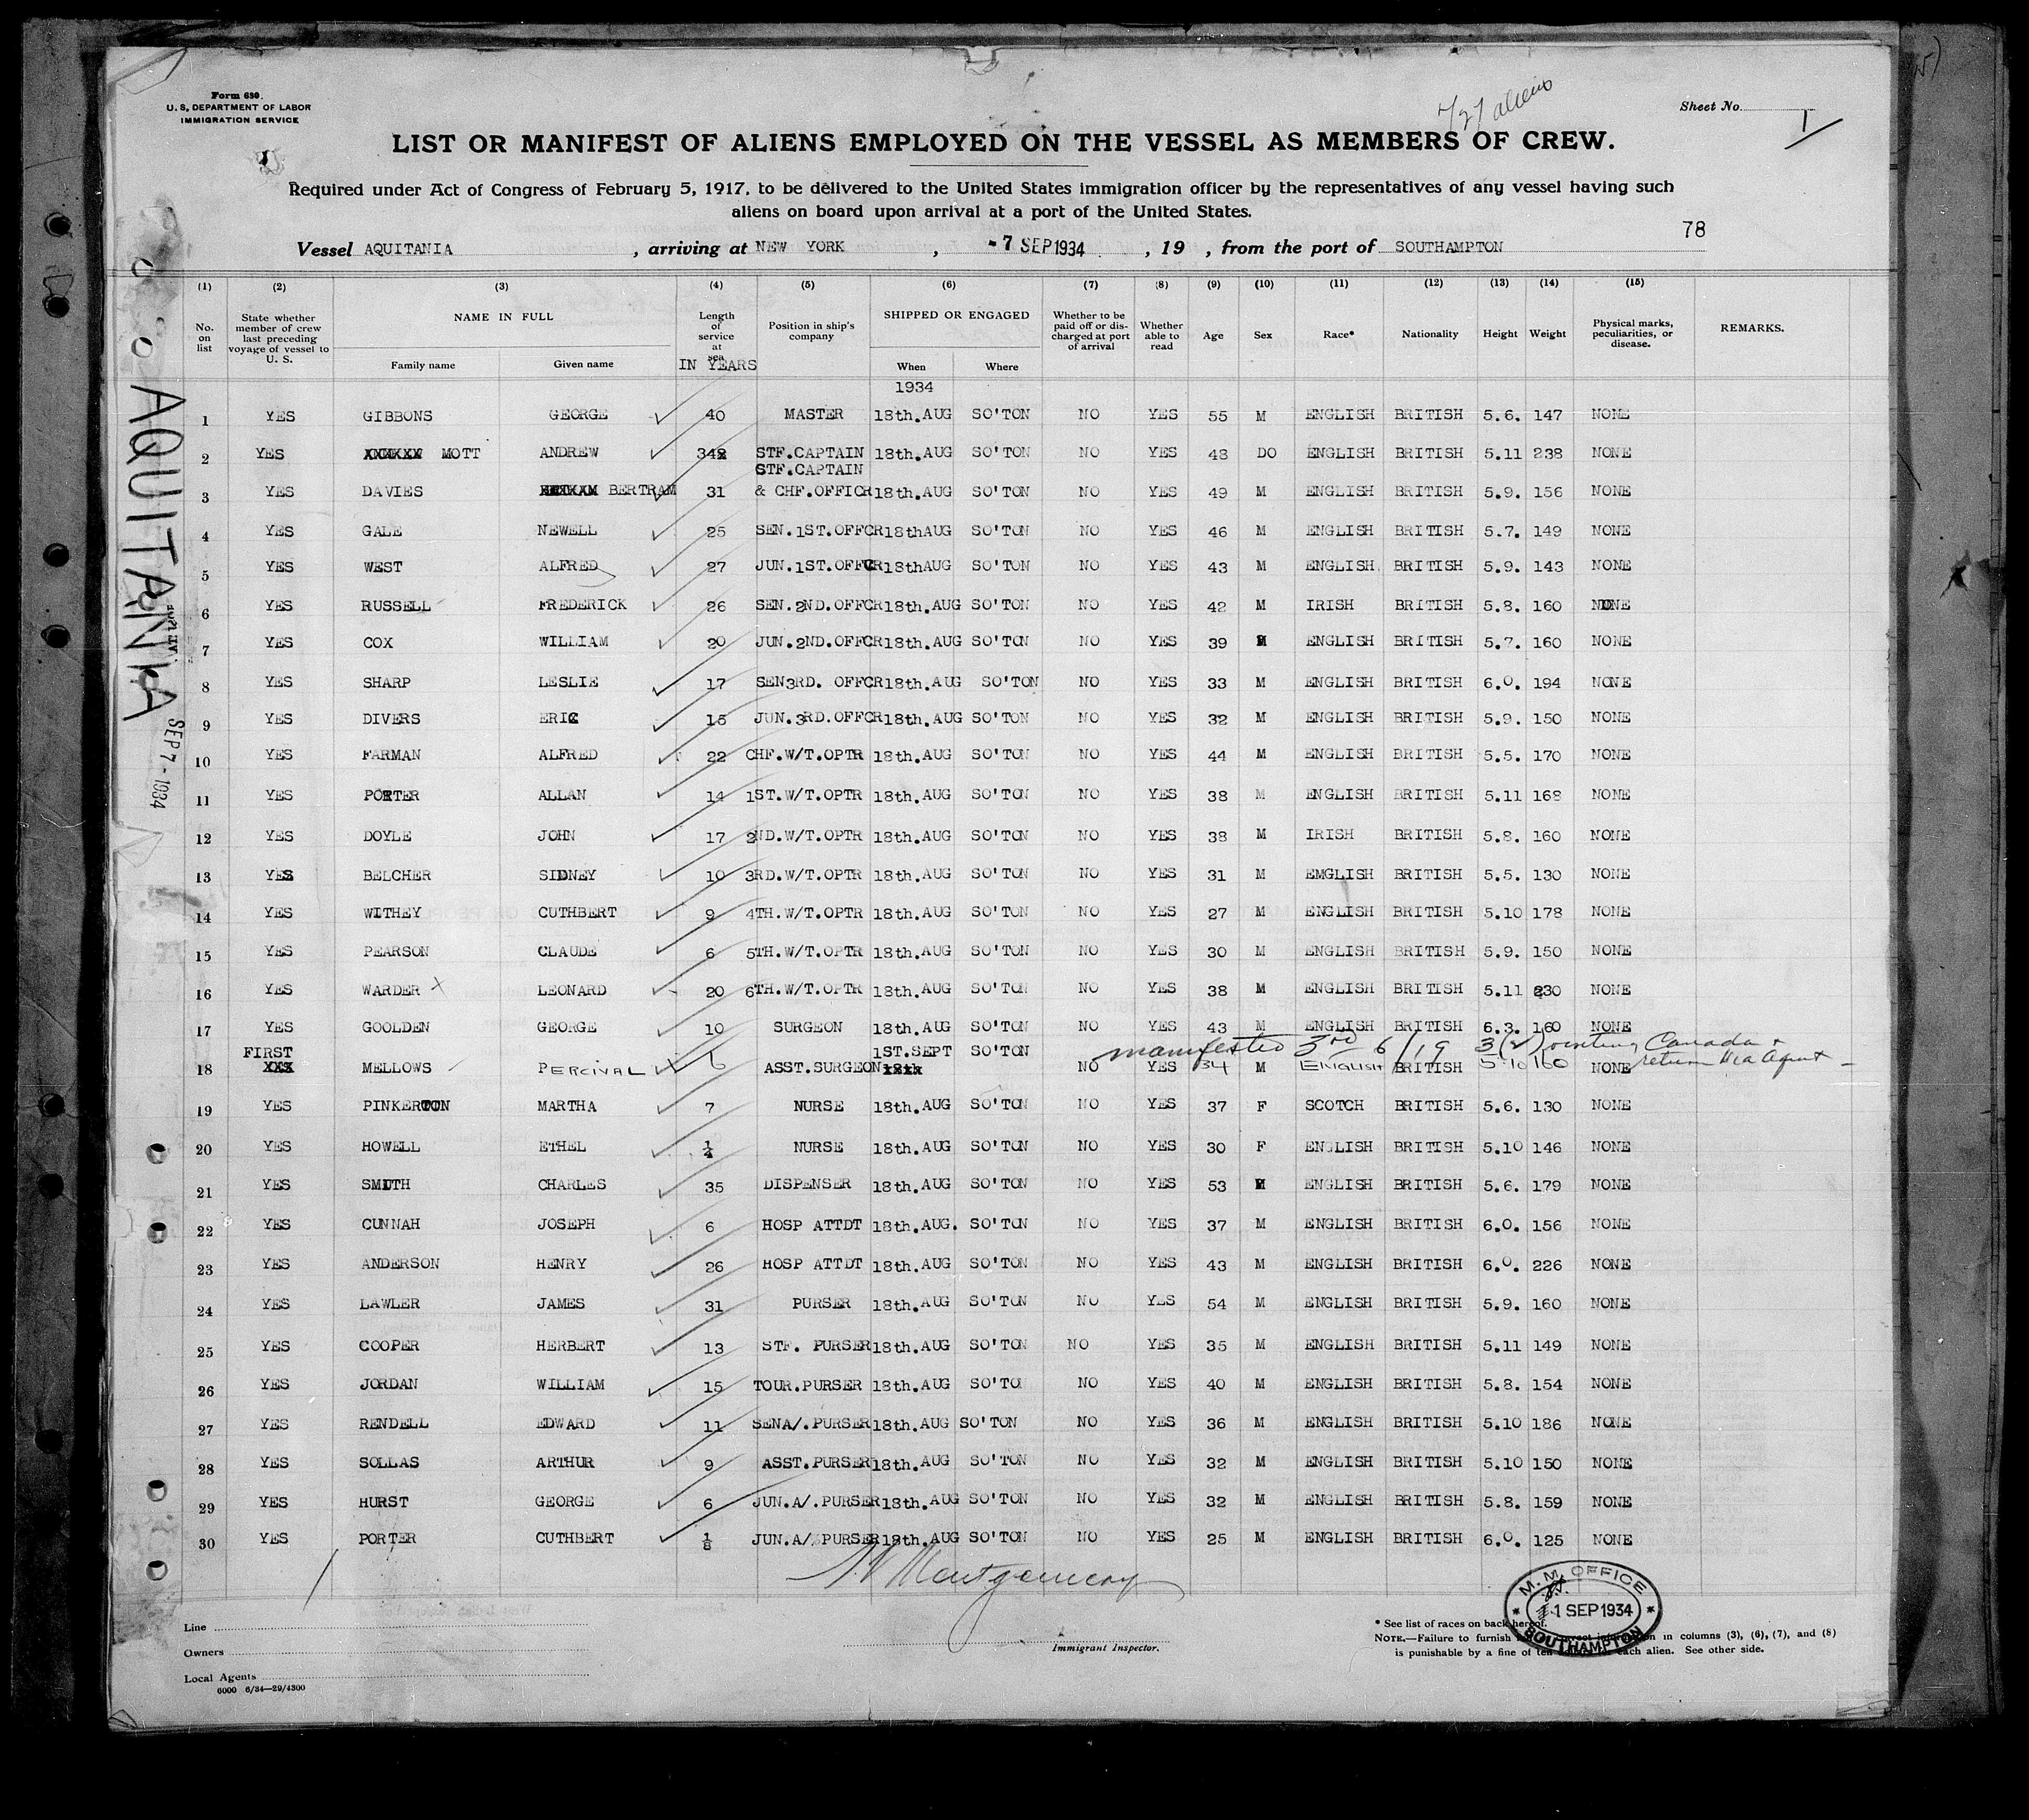 Form 630.
U. S. DEPARTMENT OF LABOR
IMMIGRATION SERVICE
727 aliens
Sheet No. 1
LIST OR MANIFEST OF ALIENS EMPLOYED ON THE VESSEL AS MEMBERS OF CREW.
Required under Act of Congress of February 5, 1917, to be delivered to the United States immigration officer by the representatives of any vessel having such
aliens on board upon arrival at a port of the United States.
78
Vessel AQUITANIA , arriving at NEW YORK , -7 SEP 1934 , 19 , from the port of SOUTHAMPTON
(1) (2) (3) (4) (5) (6) (7) (8) (9) (10) (11) (12) (13) (14) (15)
No. on list State whether member of crew last preceding voyage of vessel to U. S. NAME IN FULL Family name Given name Length of service at sea IN YEARS Position in ship's company SHIPPED OR ENGAGED When Where Whether to be paid off or discharged at port of arrival Whether able to read Age Sex Race* Nationality Height Weight Physical marks, peculiarities, or disease. REMARKS.
1934
1 YES GIBBONS GEORGE 40 MASTER 18th.AUG SO'TON NO YES 55 M ENGLISH BRITISH 5.6. 147 NONE
2 YES MOTT ANDREW 34 STF.CAPTAIN 18th.AUG SO'TON NO YES 48 DO ENGLISH BRITISH 5.11 238 NONE
STF.CAPTAIN
3 YES DAVIES BERTRAM 31 & CHF.OFFICR 18th.AUG SO'TON NO YES 49 M ENGLISH BRITISH 5.9. 156 NONE
4 YES GALE NEWELL 25 SEN.1ST.OFFCR 18thAUG SO'TON NO YES 46 M ENGLISH BRITISH 5.7. 149 NONE
5 YES WEST ALFRED 27 JUN.1ST.OFFCR 18thAUG SO'TON NO YES 43 M ENGLISH BRITISH 5.9. 143 NONE
6 YES RUSSELL FREDERICK 26 SEN.2ND.OFFCR 18th.AUG SO'TON NO YES 42 M IRISH BRITISH 5.8. 160 NONE
7 YES COX WILLIAM 20 JUN.2ND.OFFCR 18th.AUG SO'TON NO YES 39 M ENGLISH BRITISH 5.7. 160 NONE
8 YES SHARP LESLIE 17 SEN3RD. OFFCR 18th.AUG SO'TON NO YES 33 M ENGLISH BRITISH 6.0. 194 NONE
9 YES DIVERS ERIC 15 JUN.3RD.OFFCR 18th.AUG SO'TON NO YES 32 M ENGLISH BRITISH 5.9. 150 NONE
10 YES FARMAN ALFRED 22 CHF.W/T.OPTR 18th.AUG SO'TON NO YES 44 M ENGLISH BRITISH 5.5. 170 NONE
11 YES PORTER ALLAN 14 1ST.W/T.OPTR 18th.AUG SO'TON NO YES 38 M ENGLISH BRITISH 5.11 168 NONE
12 YES DOYLE JOHN 17 2ND.W/T.OPTR 18th.AUG SO'TON NO YES 38 M IRISH BRITISH 5.8. 160 NONE
13 YES BELCHER SIDNEY 10 3RD.W/T.OPTR 18th.AUG SO'TON NO YES 31 M EMGLISH BRITISH 5.5. 130 NONE
14 YES WITHEY CUTHBERT 9 4TH.W/T.OPTR 18th.AUG SO'TON NO YES 27 M ENGLISH BRITISH 5.10 178 NONE
15 YES PEARSON CLAUDE 6 5TH.W/T.OPTR 18th.AUG SO'TON NO YES 30 M ENGLISH BRITISH 5.9. 150 NONE
16 YES WARDER X LEONARD 20 6TH.W/T.OPTR 18th.AUG SO'TON NO YES 38 M ENGLISH BRITISH 5.11 230 NONE
17 YES GOOLDEN GEORGE 10 SURGEON 18th.AUG SO'TON NO YES 43 M ENGLISH BRITISH 6.3. 160 NONE
FIRST 1ST.SEPT SO'TON manifested 3rd 6/19 3(2) visiting Canada +
18 XXX MELLOWS PERCIVAL 6 ASST.SURGEON NO YES 34 M ENGLISH BRITISH 5.10 160 NONE return via Aquit -
19 YES PINKERTON MARTHA 7 NURSE 18th.AUG SO'TON NO YES 37 F SCOTCH BRITISH 5.6. 130 NONE
20 YES HOWELL ETHEL ¼ NURSE 18th.AUG SO'TON NO YES 30 F ENGLISH BRITISH 5.10 146 NONE
21 YES SMITH CHARLES 35 DISPENSER 18th.AUG SO'TON NO YES 53 M ENGLISH BRITISH 5.6. 179 NONE
22 YES CUNNAH JOSEPH 6 HOSP ATTDT 18th.AUG. SO'TON NO YES 37 M ENGLISH BRITISH 6.0. 156 NONE
23 YES ANDERSON HENRY 26 HOSP ATTDT 18th.AUG SO'TON NO YES 43 M ENGLISH BRITISH 6.0. 226 NONE
24 YES LAWLER JAMES 31 PURSER 18th.AUG SO'TON NO YES 54 M ENGLISH BRITISH 5.9. 160 NONE
25 YES COOPER HERBERT 13 STF. PURSER 18th.AUG SO'TON NO YES 35 M ENGLISH BRITISH 5.11 149 NONE
26 YES JORDAN WILLIAM 15 TOUR.PURSER 18th.AUG SO'TO NO YES 40 M ENGLISH BRITISH 5.8. 154 NONE
27 YES RENDELL EDWARD 11 SENA/.PURSER 18th.AUG SO'TON NO YES 36 M ENGLISH BRITISH 5.10 186 NONE
28 YES SOLLAS ARTHUR 9 ASST.PURSER 18th.AUG SO'TON NO YES 32 M ENGLISH BRITISH 5.10 150 NONE
29 YES HURST GEORGE 6 JUN.A/.PURSER 18th.AUG SO'TON NO YES 32 M ENGLISH BRITISH 5.8. 159 NONE
30 YES PORTER CUTHBERT ⅛ JUN.A/.PURSER 18th.AUG SO'TON NO YES 25 M ENGLISH BRITISH 6.0. 125 NONE
Montgomery
Immigrant Inspector.
Line
Owners
Local Agents
6000 6/34—29/4300
* See list of races on back hereof.
NOTE.—Failure to furnish in columns (3), (6), (7), and (8)
is punishable by a fine of ten each alien. See other side.
M. M. OFFICE
1 SEP 1934
SOUTHAMPTON
AQUITANIA
SEP 7 - 1934